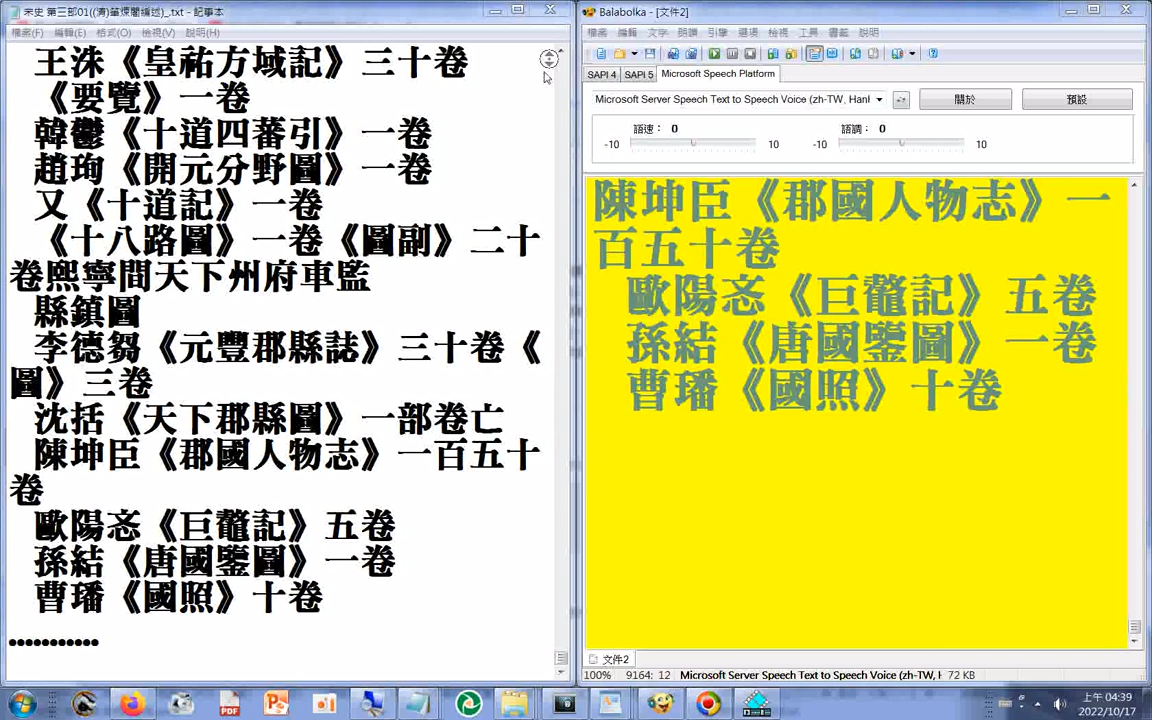 宋史 第三部01((清)葦煙閣編述)_.txt - 記事本
檔案(F) 編輯(E) 格式(O) 檢視(V) 說明(H)
王洙《皇祐方域記》三十卷
《要覽》一卷
韓鬱《十道四蕃引》一卷
趙珣《開元分野圖》一卷
又《十道記》一卷
《十八路圖》一卷《圖副》二十
卷熙寧間天下州府軍監
縣鎮圖
李德芻《元豐郡縣誌》三十卷《
圖》三卷
沈括《天下郡縣圖》一部卷亡
陳坤臣《郡國人物志》一百五十
卷
歐陽忞《巨鼇記》五卷
孫結《唐國鑒圖》一卷
曹璠《國照》十卷
●●●●●●●●●●●
Balabolka - [文件2]
檔案 編輯 文字 朗讀 引擎 選項 檢視 工具 書籤 說明
SAPI 4 SAPI 5 Microsoft Speech Platform
Microsoft Server Speech Text to Speech Voice (zh-TW, Hanl
關於 預設
語速： 0 語調： 0
-10 10 -10 10
陳坤臣《郡國人物志》一
百五十卷
歐陽忞《巨鼇記》五卷
孫結《唐國鑒圖》一卷
曹璠《國照》十卷
文件2
100% 9164: 12 Microsoft Server Speech Text to Speech Voice (zh-TW, H 72 KB
上午 04:39
2022/10/17